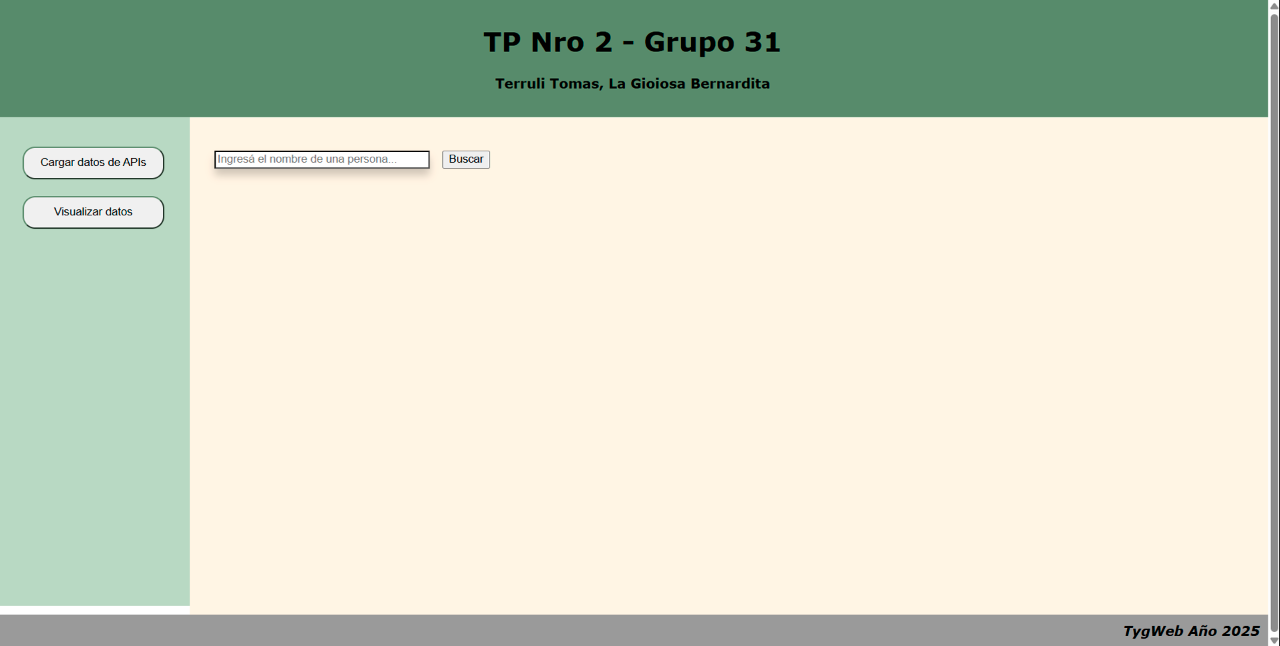 TP Nro 2 - Grupo 31
Terruli Tomas, La Gioiosa Bernardita
Cargar datos de APIs
Visualizar datos
Ingresá el nombre de una persona...
Buscar
TygWeb Año 2025